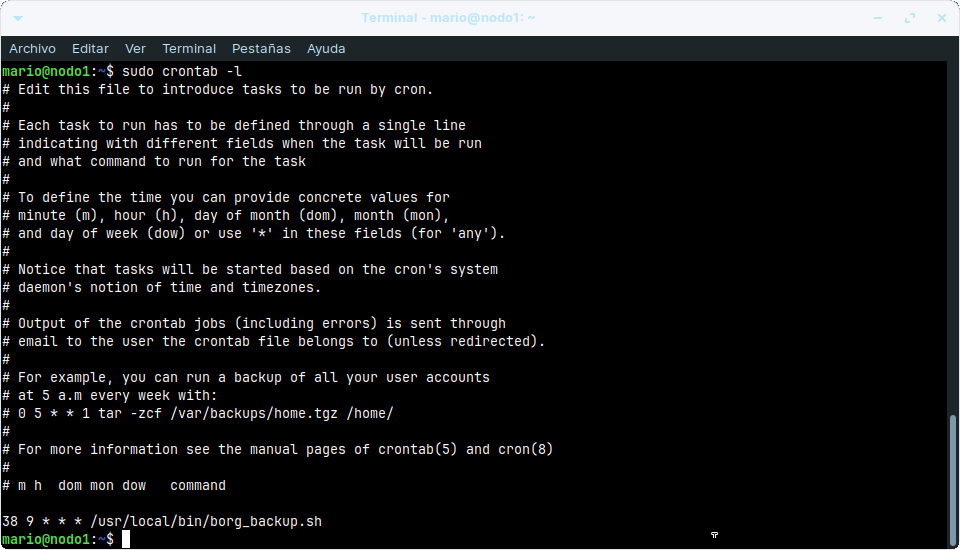 Terminal - mario@nodo1: ~
Archivo Editar Ver Terminal Pestañas Ayuda
mario@nodo1:~$ sudo crontab -l
# Edit this file to introduce tasks to be run by cron.
#
# Each task to run has to be defined through a single line
# indicating with different fields when the task will be run
# and what command to run for the task
#
# To define the time you can provide concrete values for
# minute (m), hour (h), day of month (dom), month (mon),
# and day of week (dow) or use '*' in these fields (for 'any').
#
# Notice that tasks will be started based on the cron's system
# daemon's notion of time and timezones.
#
# Output of the crontab jobs (including errors) is sent through
# email to the user the crontab file belongs to (unless redirected).
#
# For example, you can run a backup of all your user accounts
# at 5 a.m every week with:
# 0 5 * * 1 tar -zcf /var/backups/home.tgz /home/
#
# For more information see the manual pages of crontab(5) and cron(8)
#
# m h  dom mon dow   command
38 9 * * * /usr/local/bin/borg_backup.sh
mario@nodo1:~$